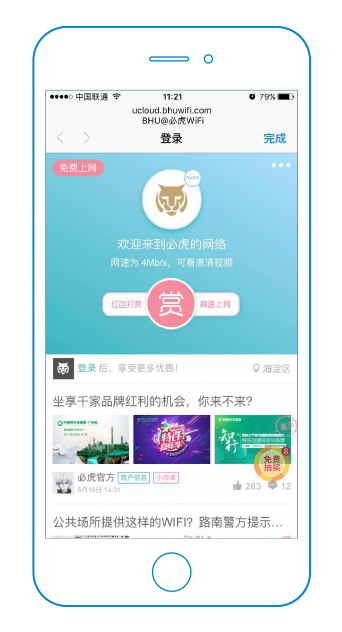 中国联通
11:21
79%
ucloud.bhuwifi.com
BHU@必虎WiFi
登录
完成
免费上网
more
欢迎来到必虎的网络
网速为 4Mb/s，可看高清视频
红包打赏
赏
高速上网
登录 后，享受更多优惠！
海淀区
坐享千家品牌红利的机会，你来不来？
智行
免费
抽奖
8
必虎官方
商户信息
小传单
5月19日 14:31
263
12
公共场所提供这样的WIFI？路南警方提示...